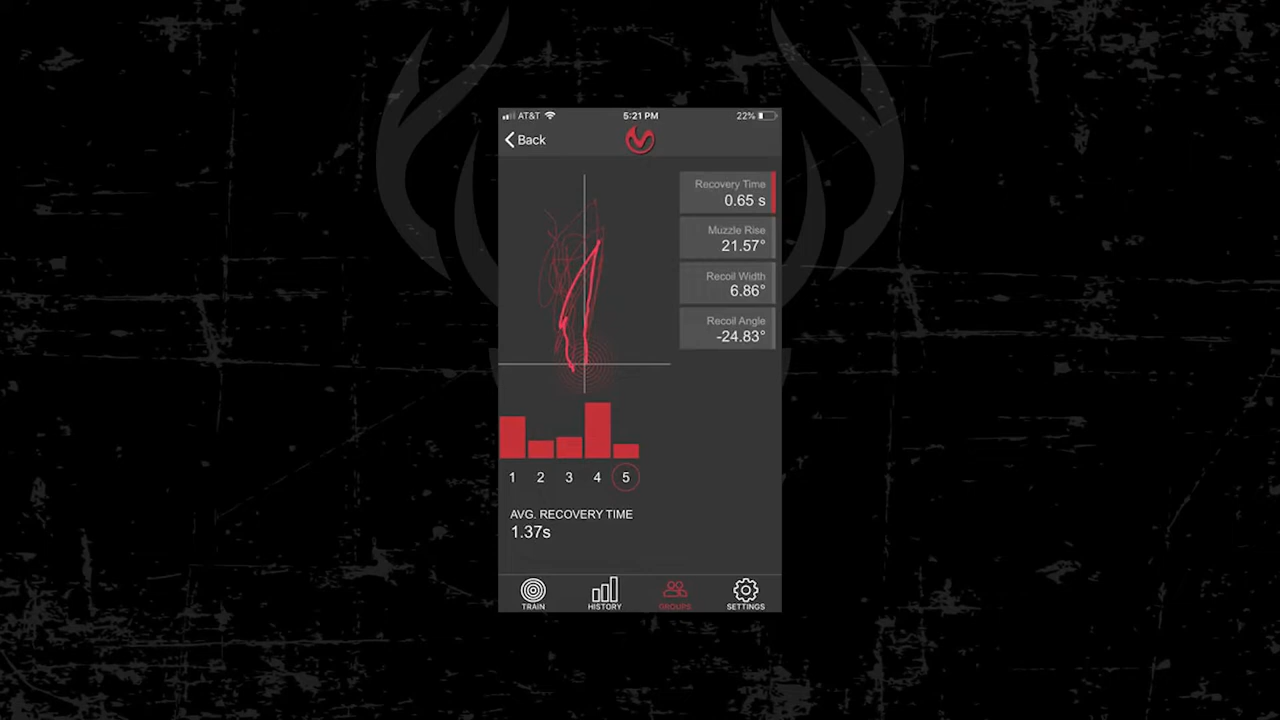 AT&T 5:21 PM 22%
Back
Recovery Time
0.65 s
Muzzle Rise
21.57°
Recoil Width
6.86°
Recoil Angle
-24.83°
1 2 3 4 5
AVG. RECOVERY TIME
1.37s
TRAIN HISTORY GROUPS SETTINGS